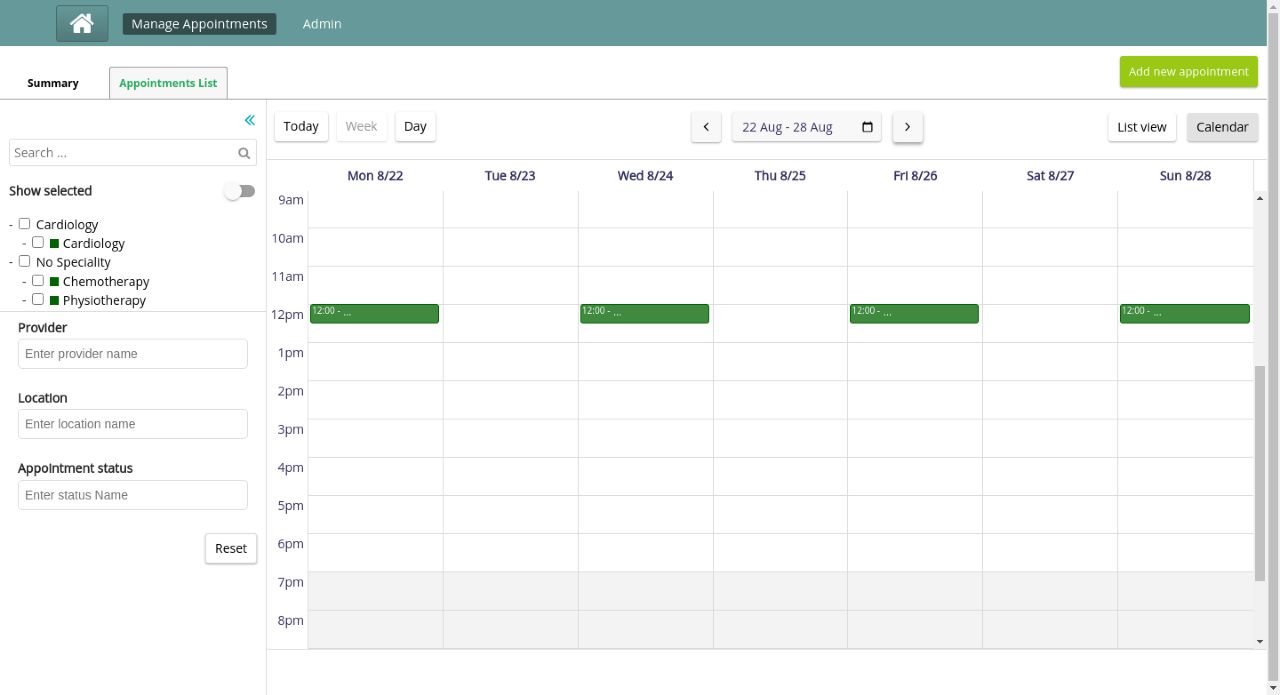 Manage Appointments
Admin
Summary
Appointments List
Add new appointment
Today
Week
Day
22 Aug - 28 Aug
List view
Calendar
Search ...
Show selected
- Cardiology
- Cardiology
- No Speciality
- Chemotherapy
- Physiotherapy
Provider
Enter provider name
Location
Enter location name
Appointment status
Enter status Name
Reset
Mon 8/22
Tue 8/23
Wed 8/24
Thu 8/25
Fri 8/26
Sat 8/27
Sun 8/28
9am
10am
11am
12pm
12:00 - ...
12:00 - ...
12:00 - ...
12:00 - ...
1pm
2pm
3pm
4pm
5pm
6pm
7pm
8pm